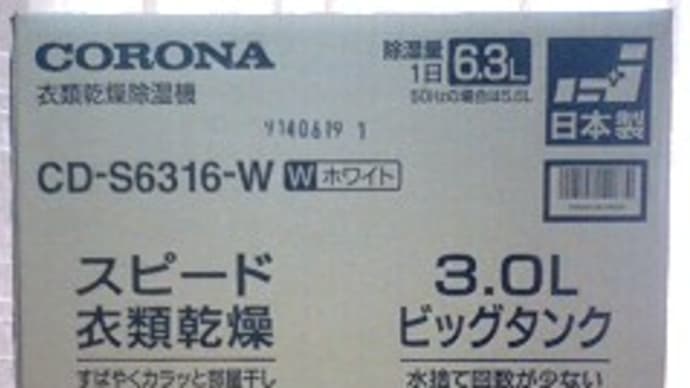 CORONA
衣類乾燥除湿機
除湿量
1日
6.3L
50Hzの場合は5.6L
日本製
V140619 1
CD-S6316-W
W ホワイト
スピード
衣類乾燥
すばやくカラッと部屋干し
3.0L
ビッグタンク
水捨て回数が少ない